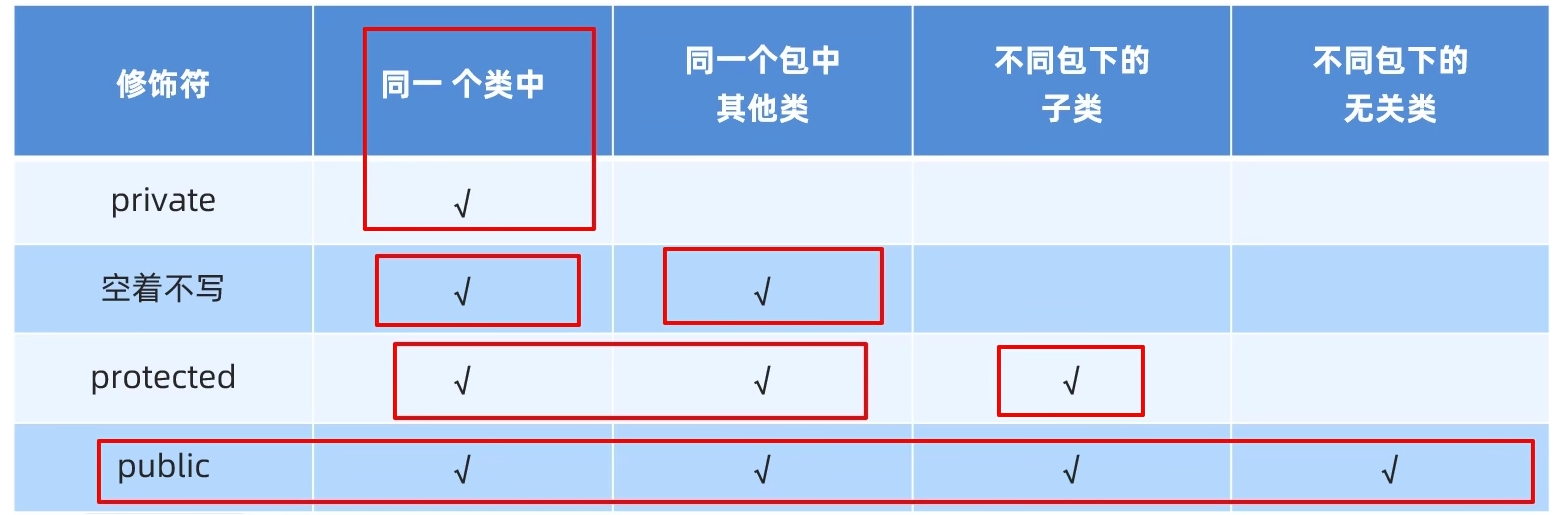 修饰符 同一 个类中 同一个包中 不同包下的 不同包下的
其他类 子类 无关类
private √
空着不写 √ √
protected √ √ √
public √ √ √ √